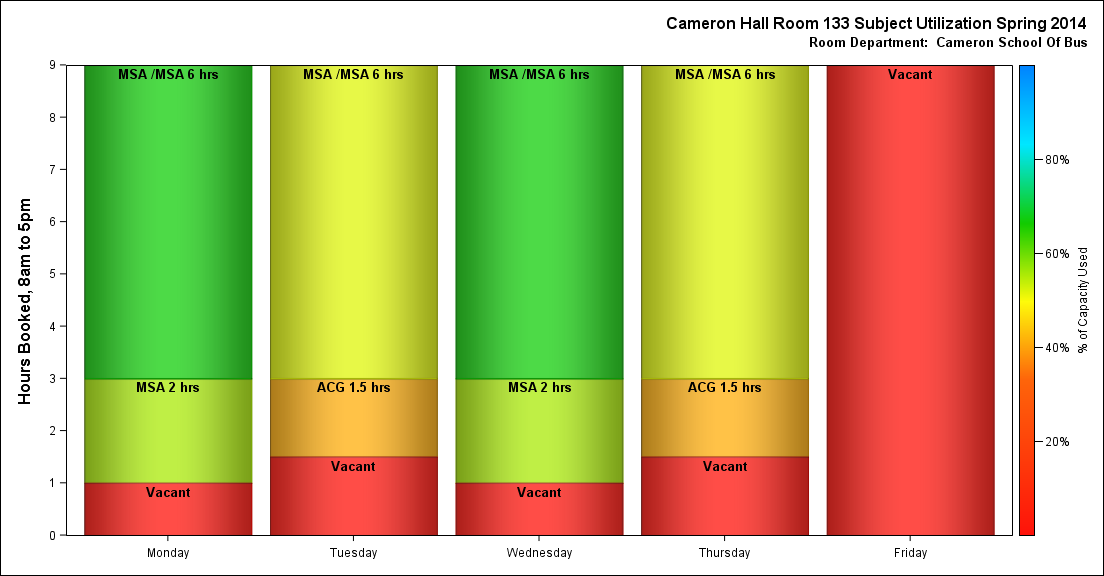 Cameron Hall Room 133 Subject Utilization Spring 2014
Room Department:  Cameron School Of Bus
Hours Booked, 8am to 5pm
9
8
7
6
5
4
3
2
1
0
MSA /MSA 6 hrs
MSA 2 hrs
Vacant
MSA /MSA 6 hrs
ACG 1.5 hrs
Vacant
MSA /MSA 6 hrs
MSA 2 hrs
Vacant
MSA /MSA 6 hrs
ACG 1.5 hrs
Vacant
Vacant
Monday
Tuesday
Wednesday
Thursday
Friday
80%
60%
40%
20%
% of Capacity Used